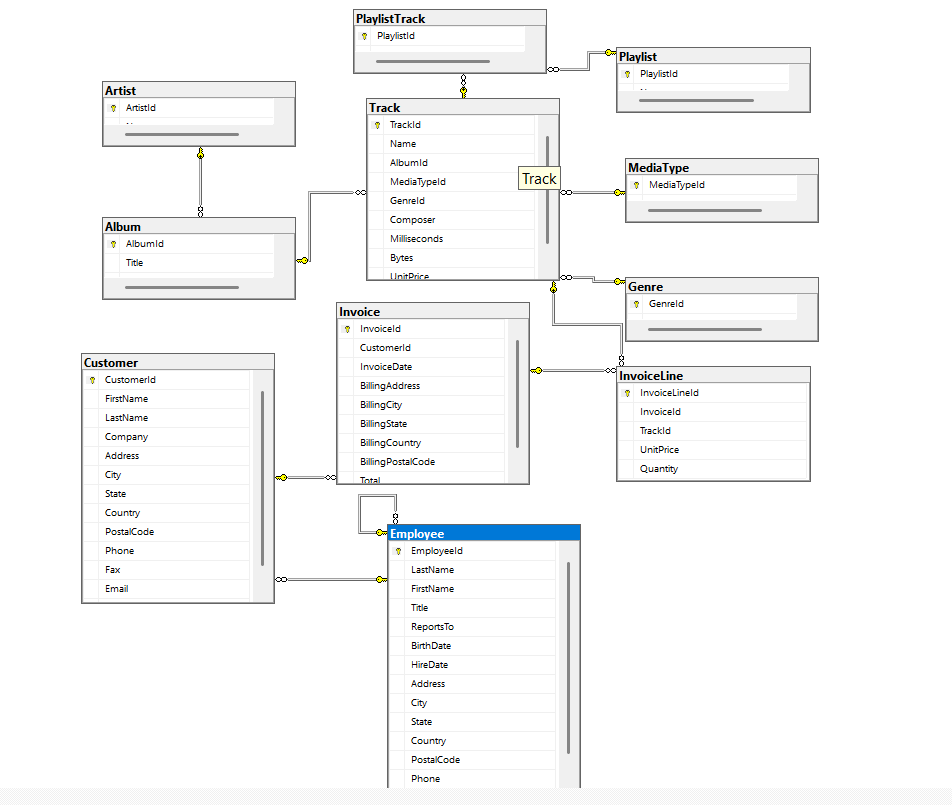 PlaylistTrack
PlaylistId
Playlist
PlaylistId
Artist
ArtistId
Track
TrackId
Name
AlbumId
MediaTypeId
GenreId
Composer
Milliseconds
Bytes
UnitPrice
Track
MediaType
MediaTypeId
Album
AlbumId
Title
Genre
GenreId
Invoice
InvoiceId
CustomerId
InvoiceDate
BillingAddress
BillingCity
BillingState
BillingCountry
BillingPostalCode
Total
Customer
CustomerId
FirstName
LastName
Company
Address
City
State
Country
PostalCode
Phone
Fax
Email
InvoiceLine
InvoiceLineId
InvoiceId
TrackId
UnitPrice
Quantity
Employee
EmployeeId
LastName
FirstName
Title
ReportsTo
BirthDate
HireDate
Address
City
State
Country
PostalCode
Phone